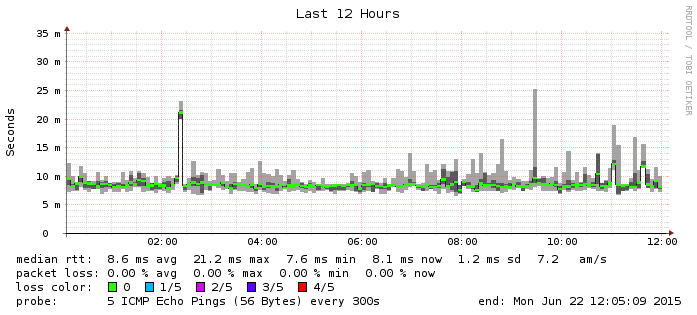 Last 12 Hours
RRDTOOL / TOBI OETIKER
Seconds
35 m
30 m
25 m
20 m
15 m
10 m
5 m
0
02:00 04:00 06:00 08:00 10:00 12:00
median rtt: 8.6 ms avg 21.2 ms max 7.6 ms min 8.1 ms now 1.2 ms sd 7.2 am/s
packet loss: 0.00 % avg 0.00 % max 0.00 % min 0.00 % now
loss color: 0 1/5 2/5 3/5 4/5
probe: 5 ICMP Echo Pings (56 Bytes) every 300s end: Mon Jun 22 12:05:09 2015